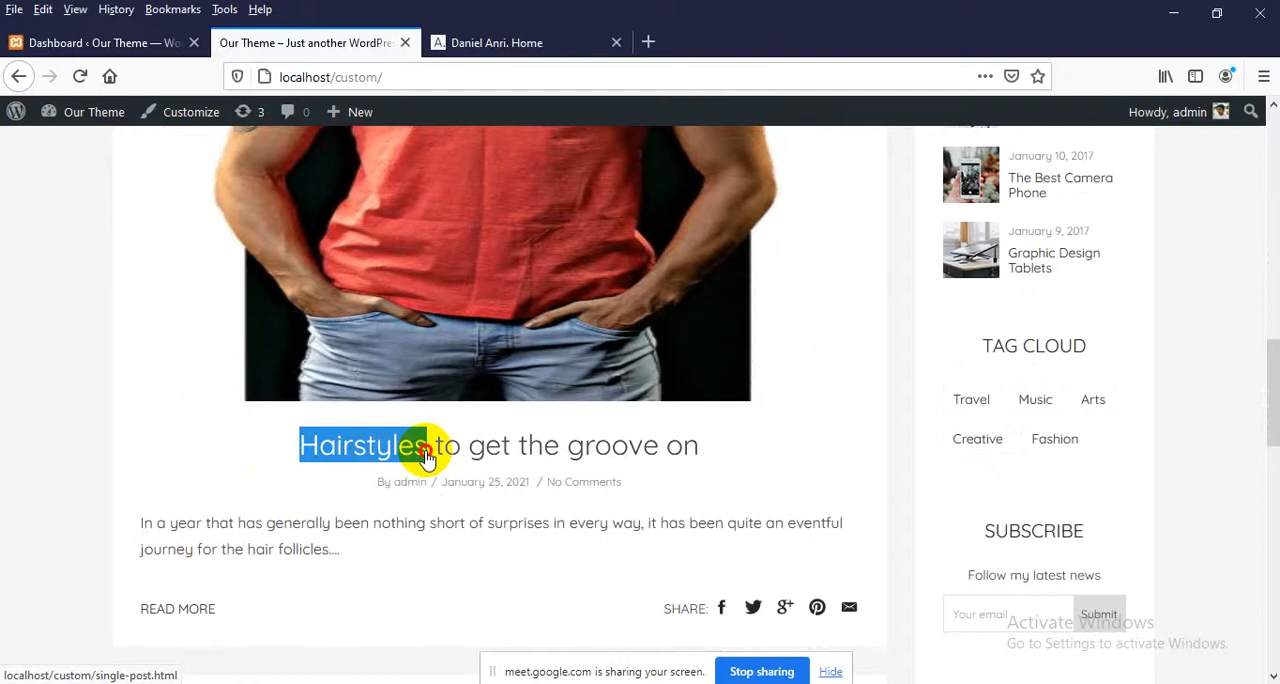 File Edit View History Bookmarks Tools Help
Dashboard ‹ Our Theme — Wo
Our Theme – Just another WordPres
A. Daniel Anri. Home
localhost/custom/
Our Theme Customize 3 0 New Howdy, admin
January 10, 2017
The Best Camera
Phone
January 9, 2017
Graphic Design
Tablets
TAG CLOUD
Travel Music Arts
Creative Fashion
Hairstyles to get the groove on
By admin / January 25, 2021 / No Comments
In a year that has generally been nothing short of surprises in every way, it has been quite an eventful
journey for the hair follicles....
READ MORE
SHARE:
SUBSCRIBE
Follow my latest news
Your email Submit
Activate Windows
Go to Settings to activate Windows.
localhost/custom/single-post.html
meet.google.com is sharing your screen. Stop sharing Hide